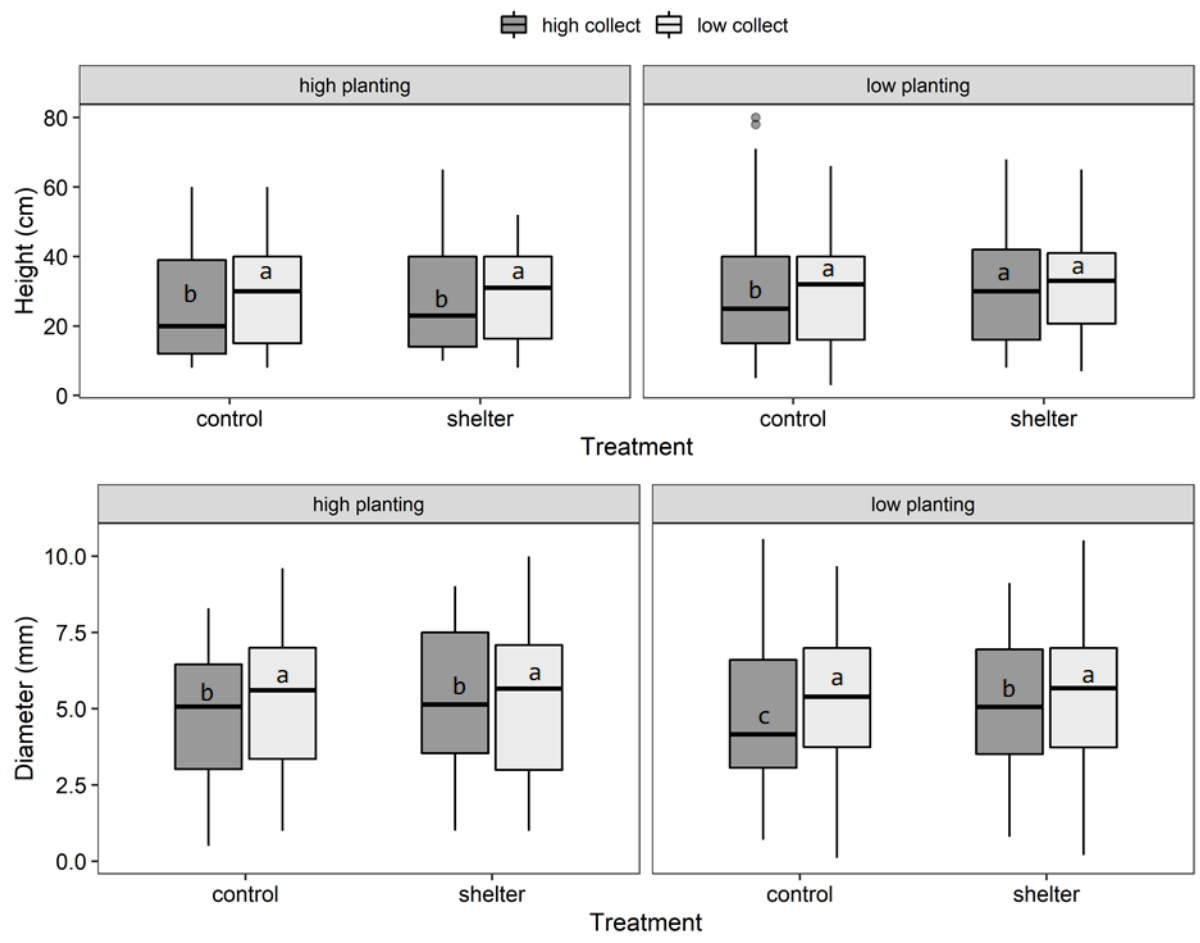 high collect low collect
high planting low planting
Height (cm)
80
60
40
20
0
b a b a b a a a
control shelter control shelter
Treatment
high planting low planting
Diameter (mm)
10.0
7.5
5.0
2.5
0.0
b a b a c a b a
control shelter control shelter
Treatment